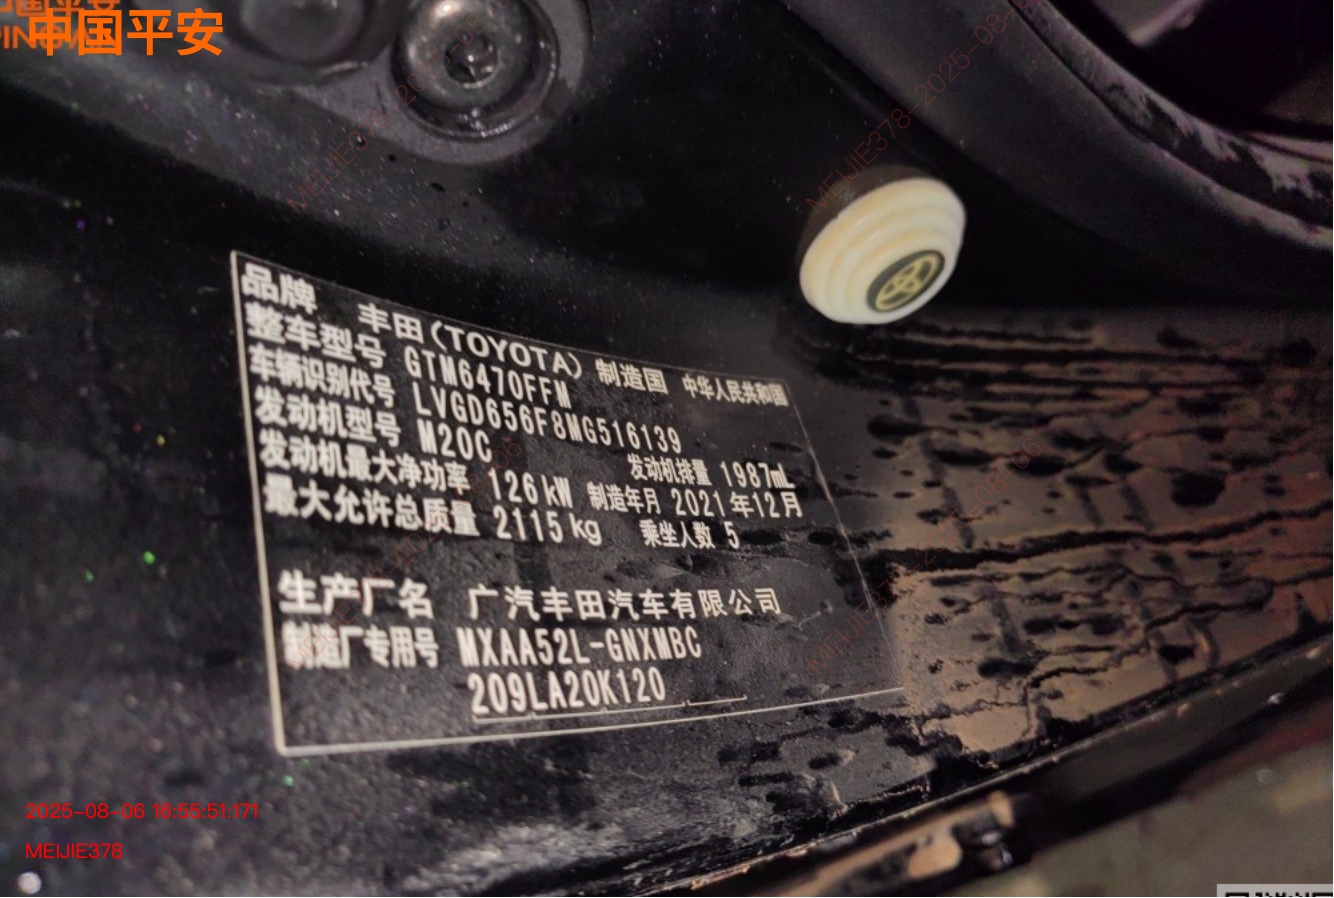 中国平安
品牌 丰田(TOYOTA) 制造国 中华人民共和国
整车型号 GTM6470FFM
车辆识别代号 LVGD656F8MG516139
发动机型号 M20C 发动机排量 1987mL
发动机最大净功率 126kW 制造年月 2021年12月
最大允许总质量 2115kg 乘坐人数 5
生产厂名 广汽丰田汽车有限公司
制造厂专用号 MXAA52L-GNXMBC
209LA20K120
2025-08-06 16:55:51:171
MEIJIE378